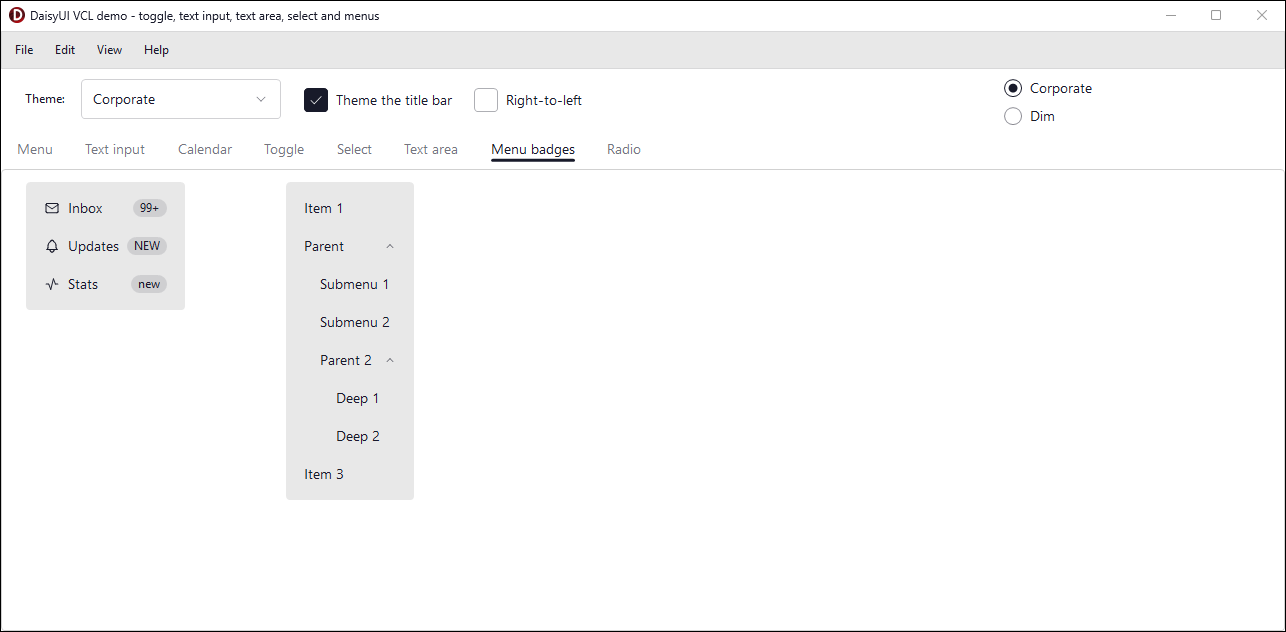 DaisyUI VCL demo - toggle, text input, text area, select and menus
File Edit View Help
Theme: Corporate Theme the title bar Right-to-left Corporate
Dim
Menu Text input Calendar Toggle Select Text area Menu badges Radio
Inbox 99+
Updates NEW
Stats new
Item 1
Parent
Submenu 1
Submenu 2
Parent 2
Deep 1
Deep 2
Item 3